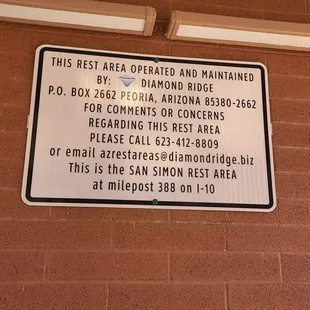 THIS REST AREA OPERATED AND MAINTAINED
BY: DIAMOND RIDGE
P.O. BOX 2662 PEORIA, ARIZONA 85380-2662
FOR COMMENTS OR CONCERNS
REGARDING THIS REST AREA
PLEASE CALL 623-412-8809
or email azrestareas@diamondridge.biz
This is the SAN SIMON REST AREA
at milepost 388 on I-10